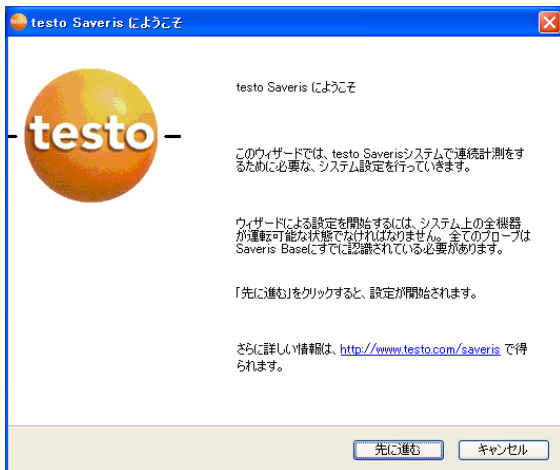 testo Saveris にようこそ
testo
testo Saveris にようこそ
このウィザードでは、testo Saverisシステムで連続計測をす
るために必要な、システム設定を行っていきます。
ウィザードによる設定を開始するには、システム上の全機器
が運転可能な状態でなければなりません。全てのプローブは
Saveris Baseにすでに認識されている必要があります。
「先に進む」をクリックすると、設定が開始されます。
さらに詳しい情報は、http://www.testo.com/saveris で得
られます。
先に進む
キャンセル